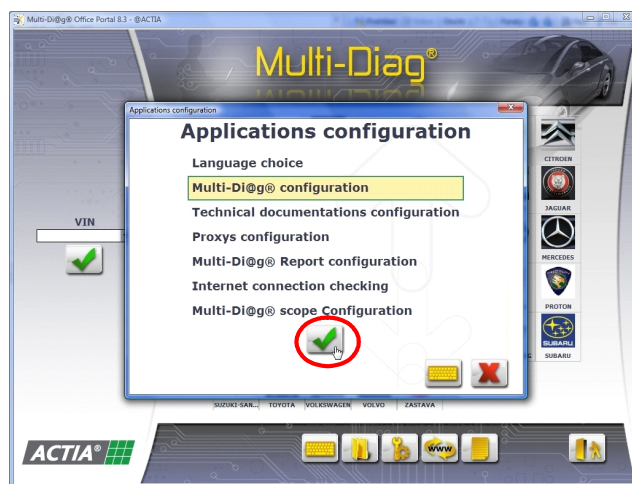 Multi-Di@g® Office Portal 8.3 - @ACTIA
Multi-Diag®
Applications configuration
Applications configuration
Language choice
Multi-Di@g® configuration
Technical documentations configuration
Proxys configuration
Multi-Di@g® Report configuration
Internet connection checking
Multi-Di@g® scope Configuration
VIN
CITROEN
JAGUAR
MERCEDES
PROTON
SUBARU
SUBARU
SUZUKI-SAN...
TOYOTA
VOLKSWAGEN
VOLVO
ZASTAVA
ACTIA®
www